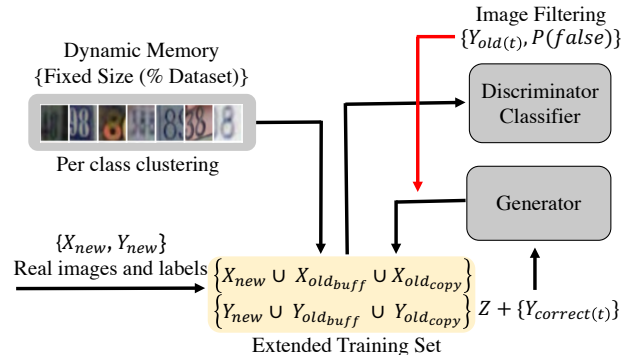 Image Filtering
{Y_old(t), P(false)}
Dynamic Memory
{Fixed Size (% Dataset)}
Discriminator
Classifier
Per class clustering
Generator
{X_new, Y_new}
Real images and labels
{X_new ∪ X_old_buff ∪ X_old_copy}
{Y_new ∪ Y_old_buff ∪ Y_old_copy}
Z + {Y_correct(t)}
Extended Training Set